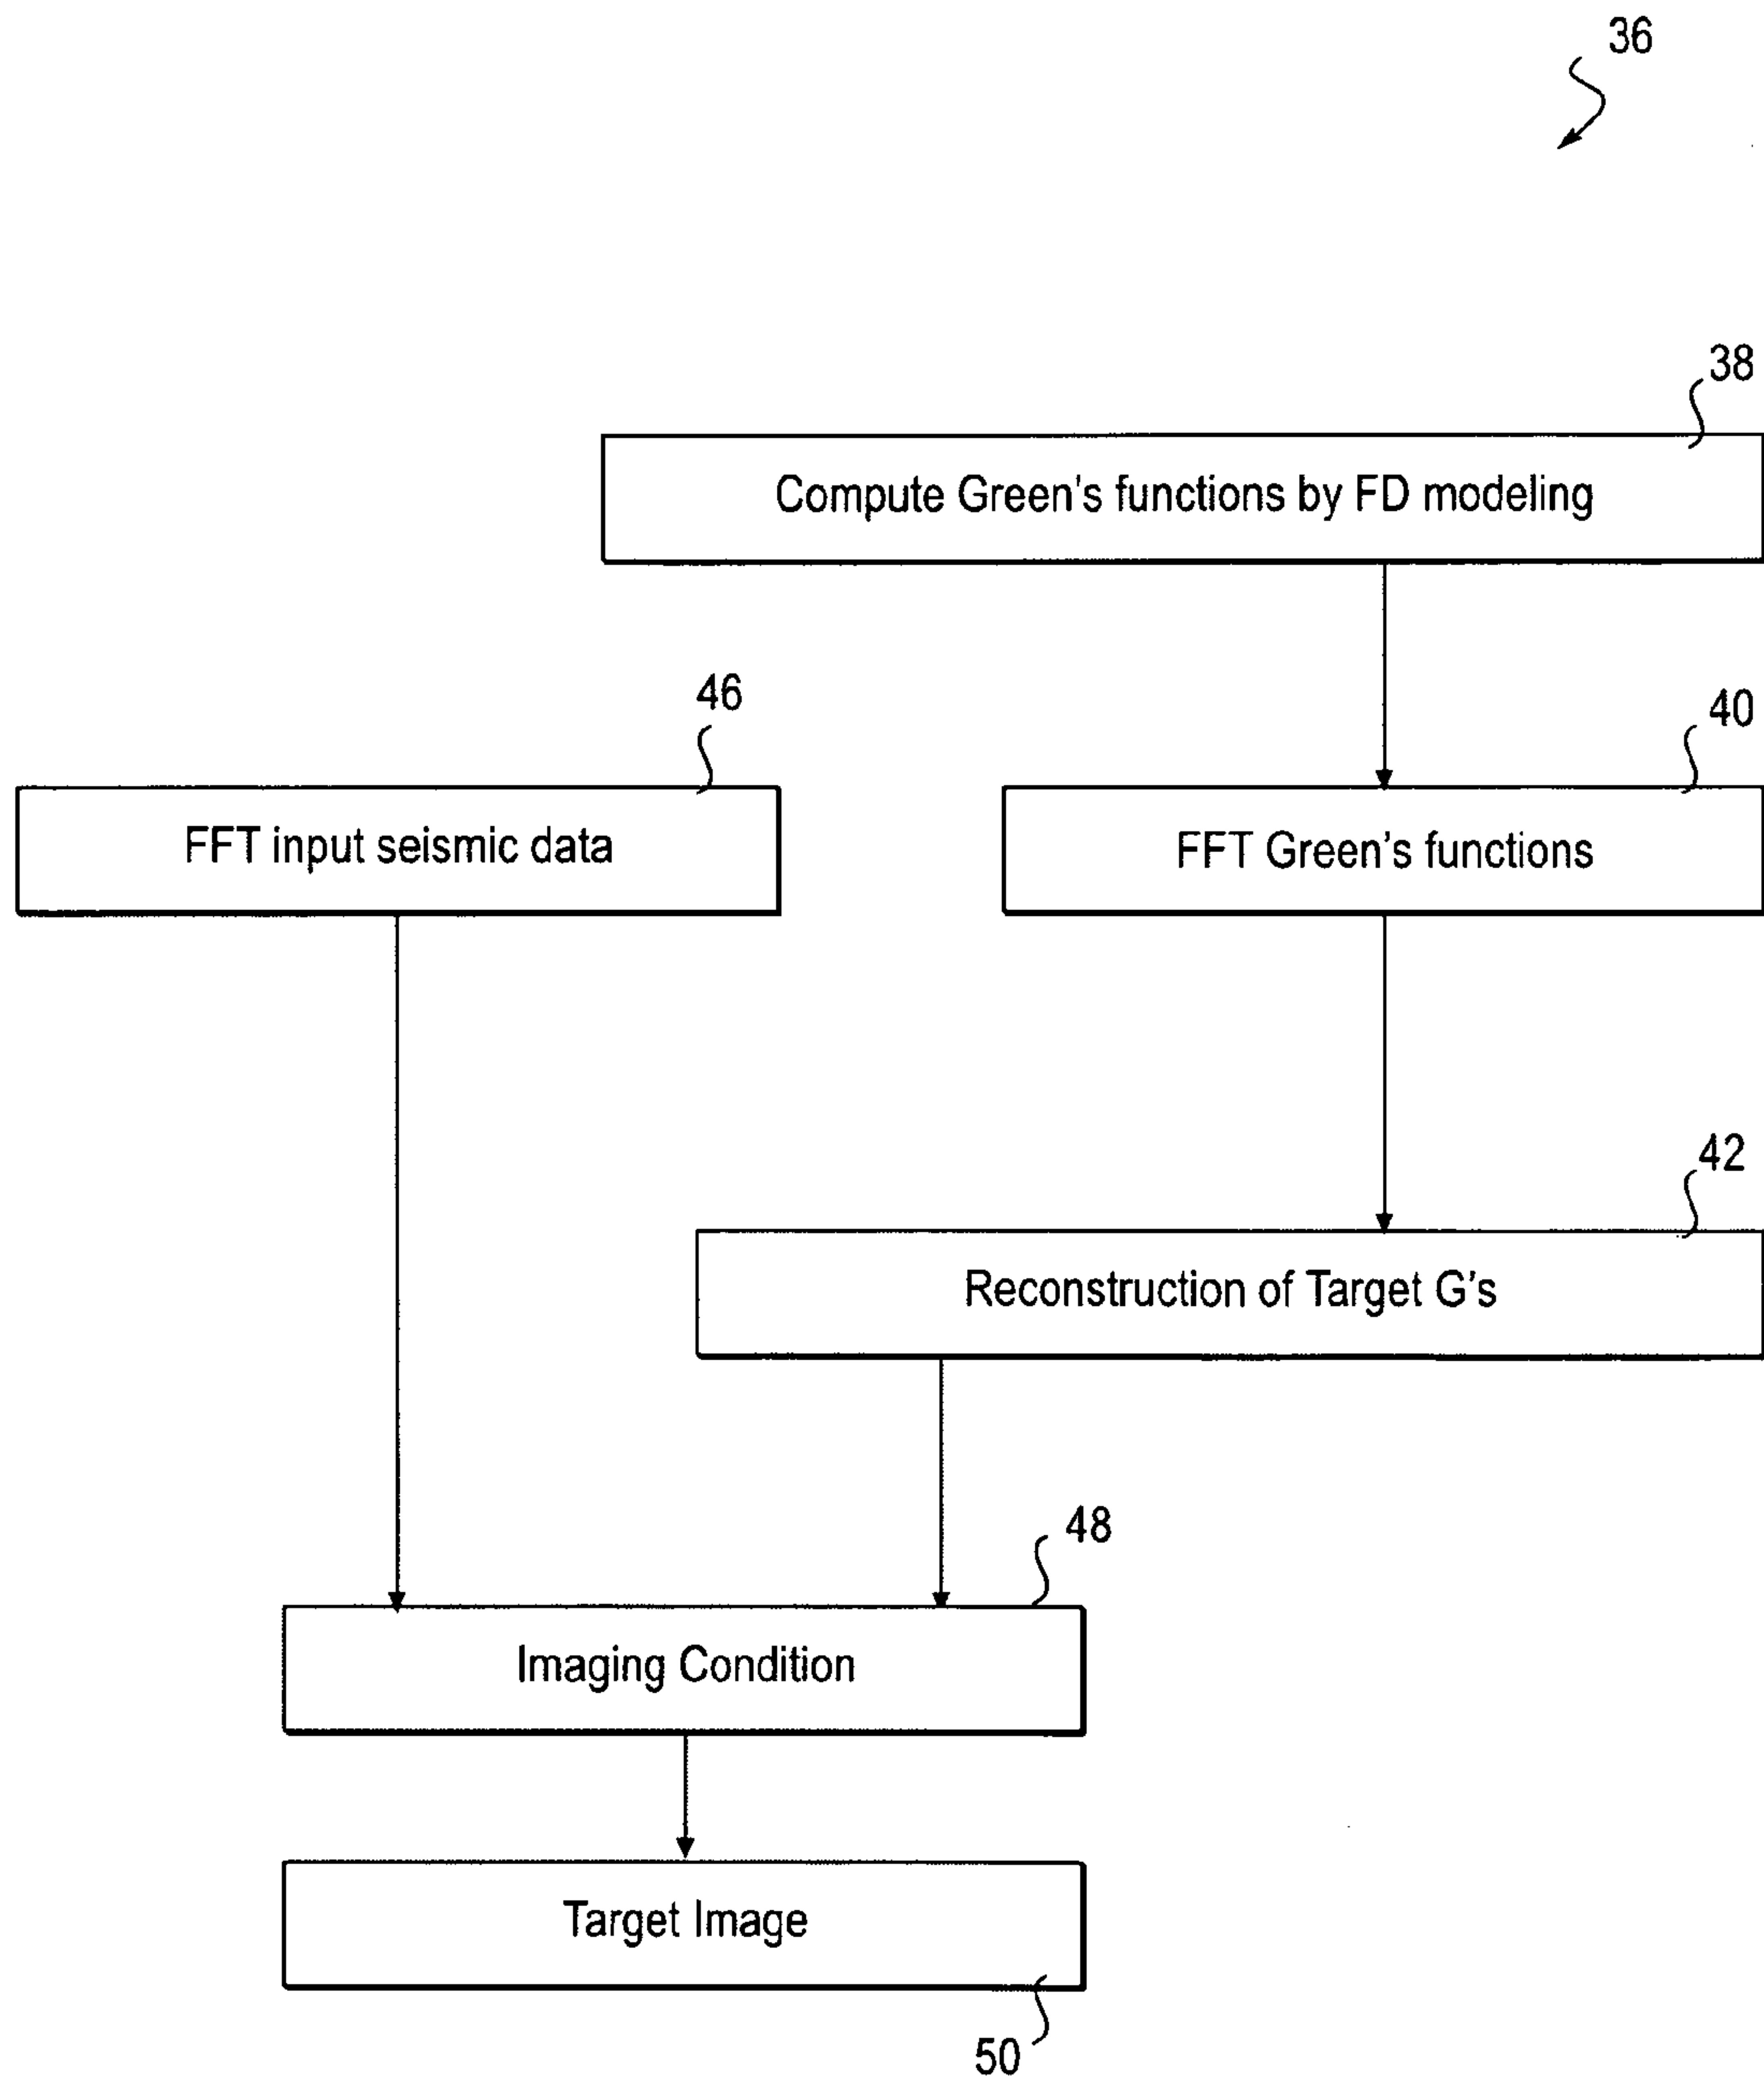 36
38
Compute Green's functions by FD modeling
46
40
FFT input seismic data
FFT Green's functions
42
Reconstruction of Target G's
48
Imaging Condition
Target Image
50